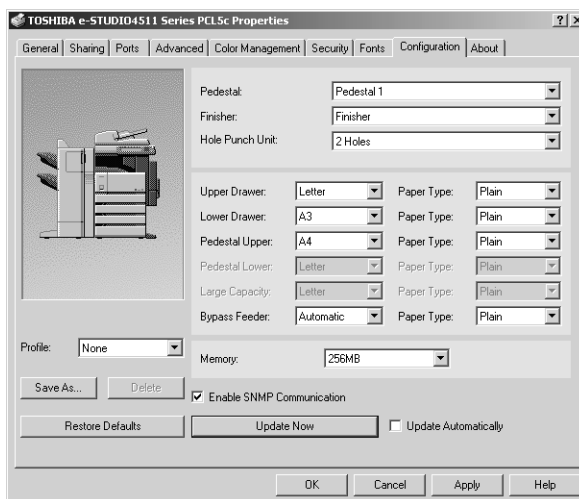 TOSHIBA e-STUDIO4511 Series PCL5c Properties
General Sharing Ports Advanced Color Management Security Fonts Configuration About
Pedestal: Pedestal 1
Finisher: Finisher
Hole Punch Unit: 2 Holes
Upper Drawer: Letter Paper Type: Plain
Lower Drawer: A3 Paper Type: Plain
Pedestal Upper: A4 Paper Type: Plain
Pedestal Lower: Letter Paper Type: Plain
Large Capacity: Letter Paper Type: Plain
Bypass Feeder: Automatic Paper Type: Plain
Profile: None
Memory: 256MB
Save As... Delete
Enable SNMP Communication
Restore Defaults Update Now Update Automatically
OK Cancel Apply Help